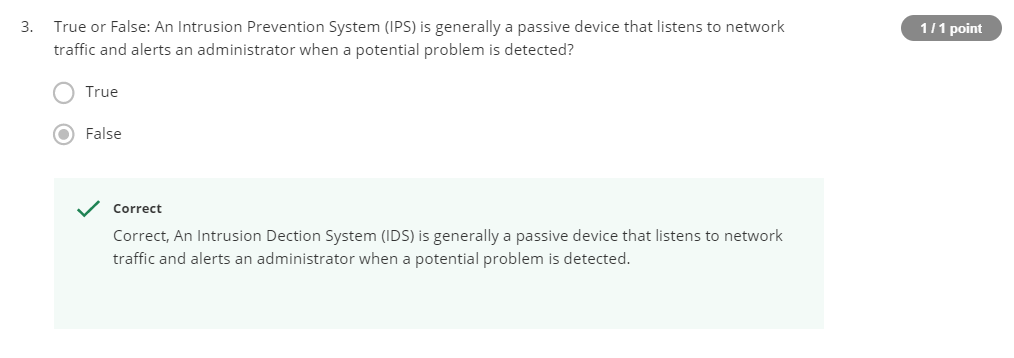 3. True or False: An Intrusion Prevention System (IPS) is generally a passive device that listens to network
traffic and alerts an administrator when a potential problem is detected?
1 / 1 point
True
False
Correct
Correct, An Intrusion Dection System (IDS) is generally a passive device that listens to network
traffic and alerts an administrator when a potential problem is detected.